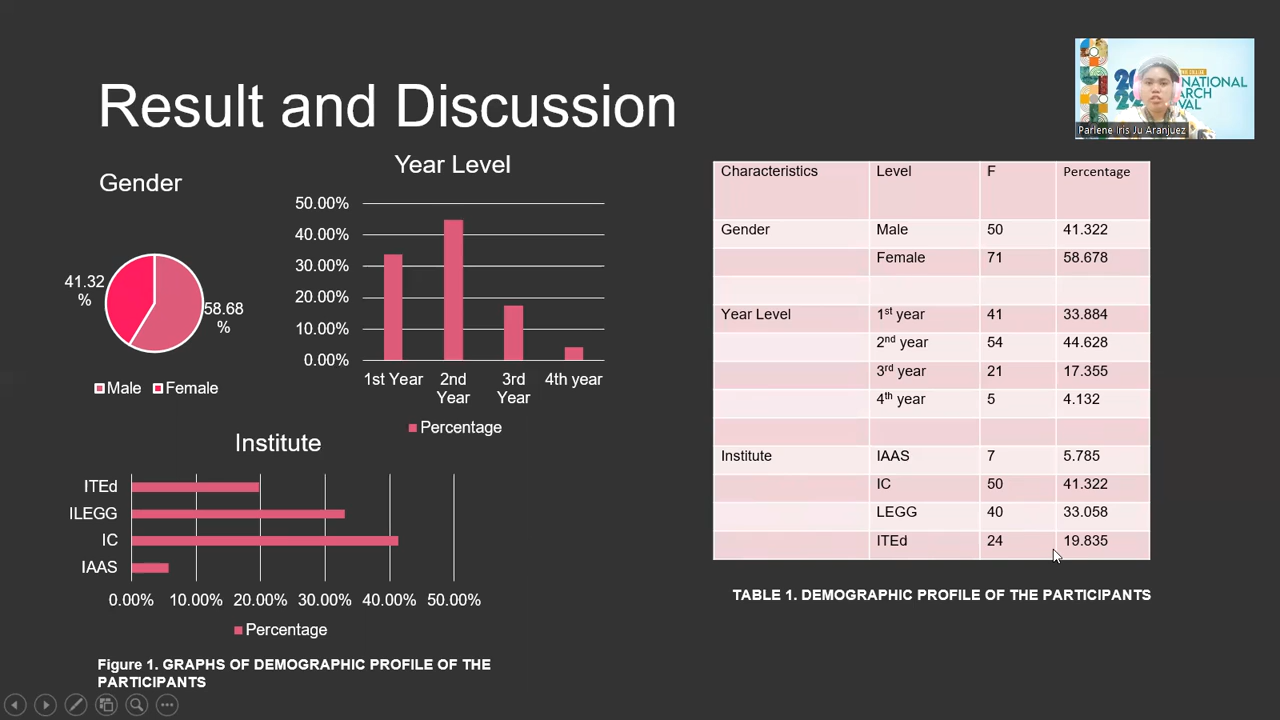 Result and Discussion
Gender
41.32
%
58.68
%
Male Female
Year Level
50.00%
40.00%
30.00%
20.00%
10.00%
0.00%
1st Year 2nd Year 3rd Year 4th year
Percentage
Institute
ITEd
ILEGG
IC
IAAS
0.00% 10.00% 20.00% 30.00% 40.00% 50.00%
Percentage
Figure 1. GRAPHS OF DEMOGRAPHIC PROFILE OF THE
PARTICIPANTS
NATIONAL
ARCH
VAL
Parlene Iris Ju Aranjuez
Characteristics Level F Percentage
Gender Male 50 41.322
Female 71 58.678
Year Level 1st year 41 33.884
2nd year 54 44.628
3rd year 21 17.355
4th year 5 4.132
Institute IAAS 7 5.785
IC 50 41.322
LEGG 40 33.058
ITEd 24 19.835
TABLE 1. DEMOGRAPHIC PROFILE OF THE PARTICIPANTS